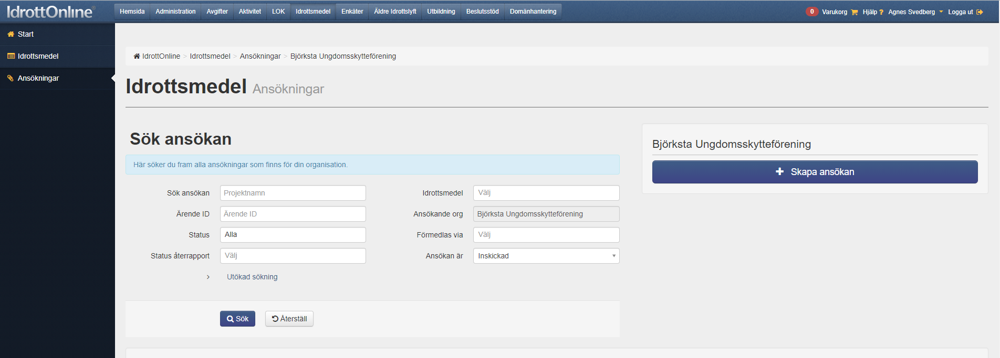 IdrottOnline®
Hemsida Administration Avgifter Aktivitet LOK Idrottsmedel Enkäter Äldre Idrottslyft Utbildning Beslutsstöd Domänhantering
0 Varukorg Hjälp ? Agnes Svedberg Logga ut
Start
Idrottsmedel
Ansökningar
IdrottOnline > Idrottsmedel > Ansökningar > Björksta Ungdomsskytteförening
Idrottsmedel Ansökningar
Sök ansökan
Här söker du fram alla ansökningar som finns för din organisation.
Sök ansökan Projektnamn
Idrottsmedel Välj
Ärende ID Ärende ID
Ansökande org Björksta Ungdomsskytteförening
Status Alla
Förmedlas via Välj
Status återrapport Välj
Ansökan är Inskickad
> Utökad sökning
Sök Återställ
Björksta Ungdomsskytteförening
+ Skapa ansökan